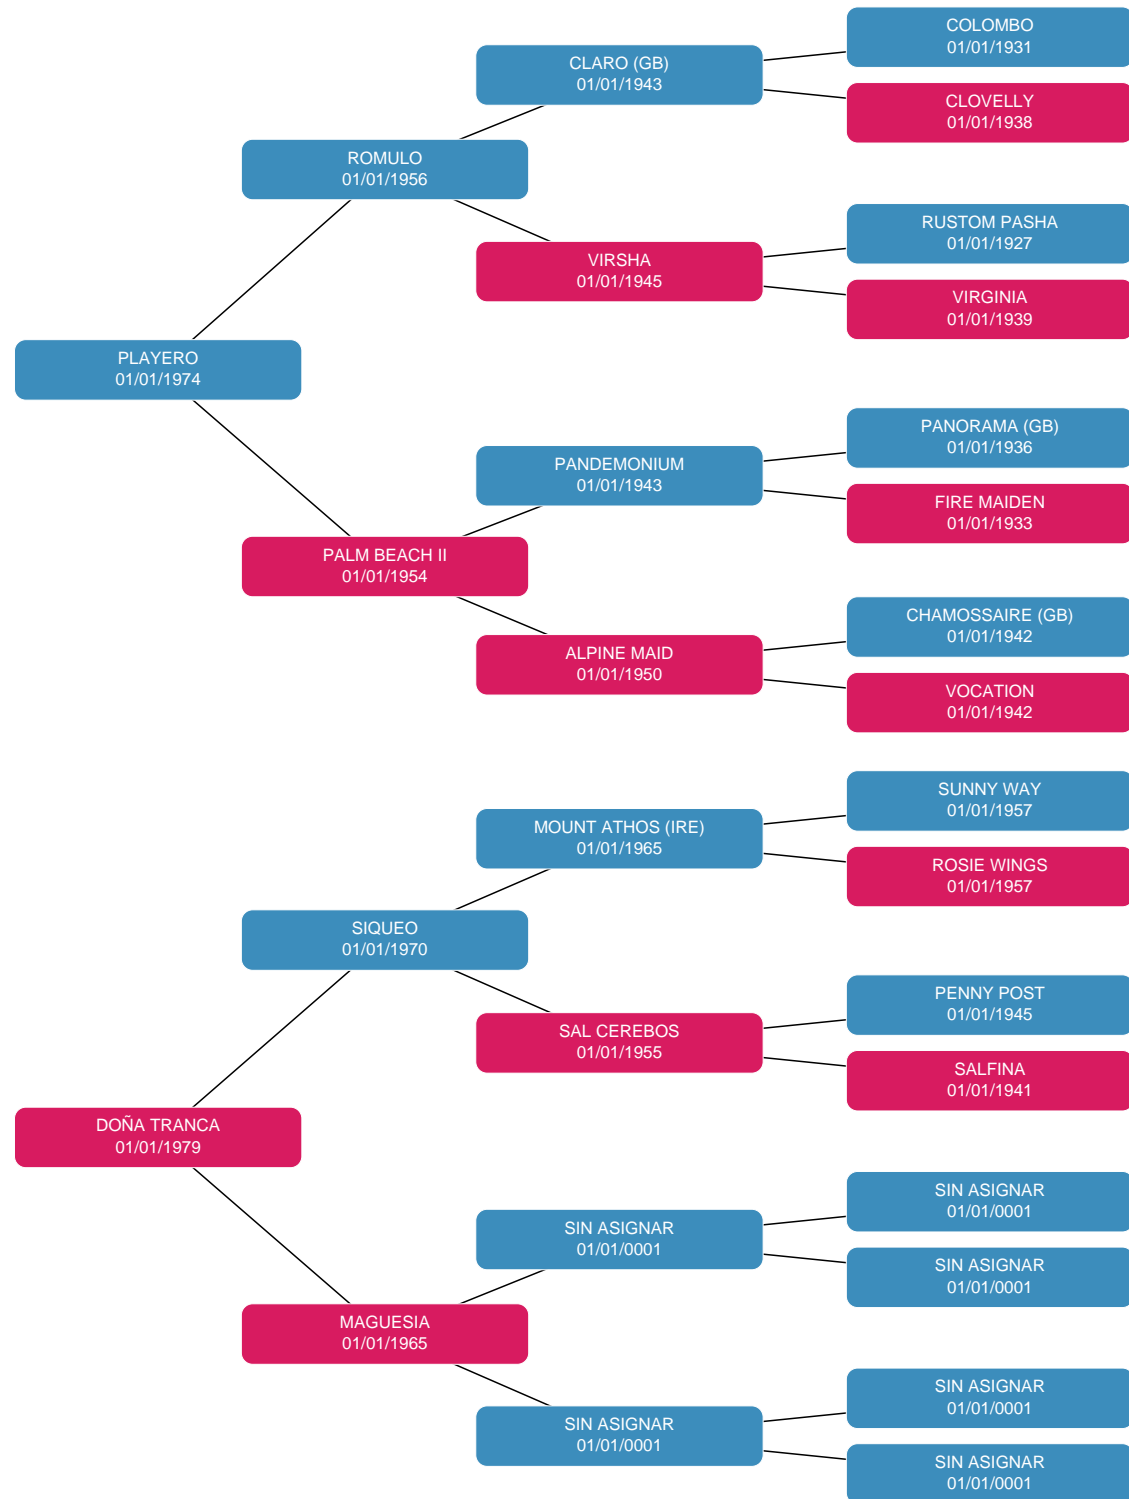 COLOMBO
01/01/1931
CLARO (GB)
01/01/1943
CLOVELLY
01/01/1938
ROMULO
01/01/1956
RUSTOM PASHA
01/01/1927
VIRSHA
01/01/1945
VIRGINIA
01/01/1939
PLAYERO
01/01/1974
PANORAMA (GB)
01/01/1936
PANDEMONIUM
01/01/1943
FIRE MAIDEN
01/01/1933
PALM BEACH II
01/01/1954
CHAMOSSAIRE (GB)
01/01/1942
ALPINE MAID
01/01/1950
VOCATION
01/01/1942
SUNNY WAY
01/01/1957
MOUNT ATHOS (IRE)
01/01/1965
ROSIE WINGS
01/01/1957
SIQUEO
01/01/1970
PENNY POST
01/01/1945
SAL CEREBOS
01/01/1955
SALFINA
01/01/1941
DOÑA TRANCA
01/01/1979
SIN ASIGNAR
01/01/0001
SIN ASIGNAR
01/01/0001
SIN ASIGNAR
01/01/0001
MAGUESIA
01/01/1965
SIN ASIGNAR
01/01/0001
SIN ASIGNAR
01/01/0001
SIN ASIGNAR
01/01/0001